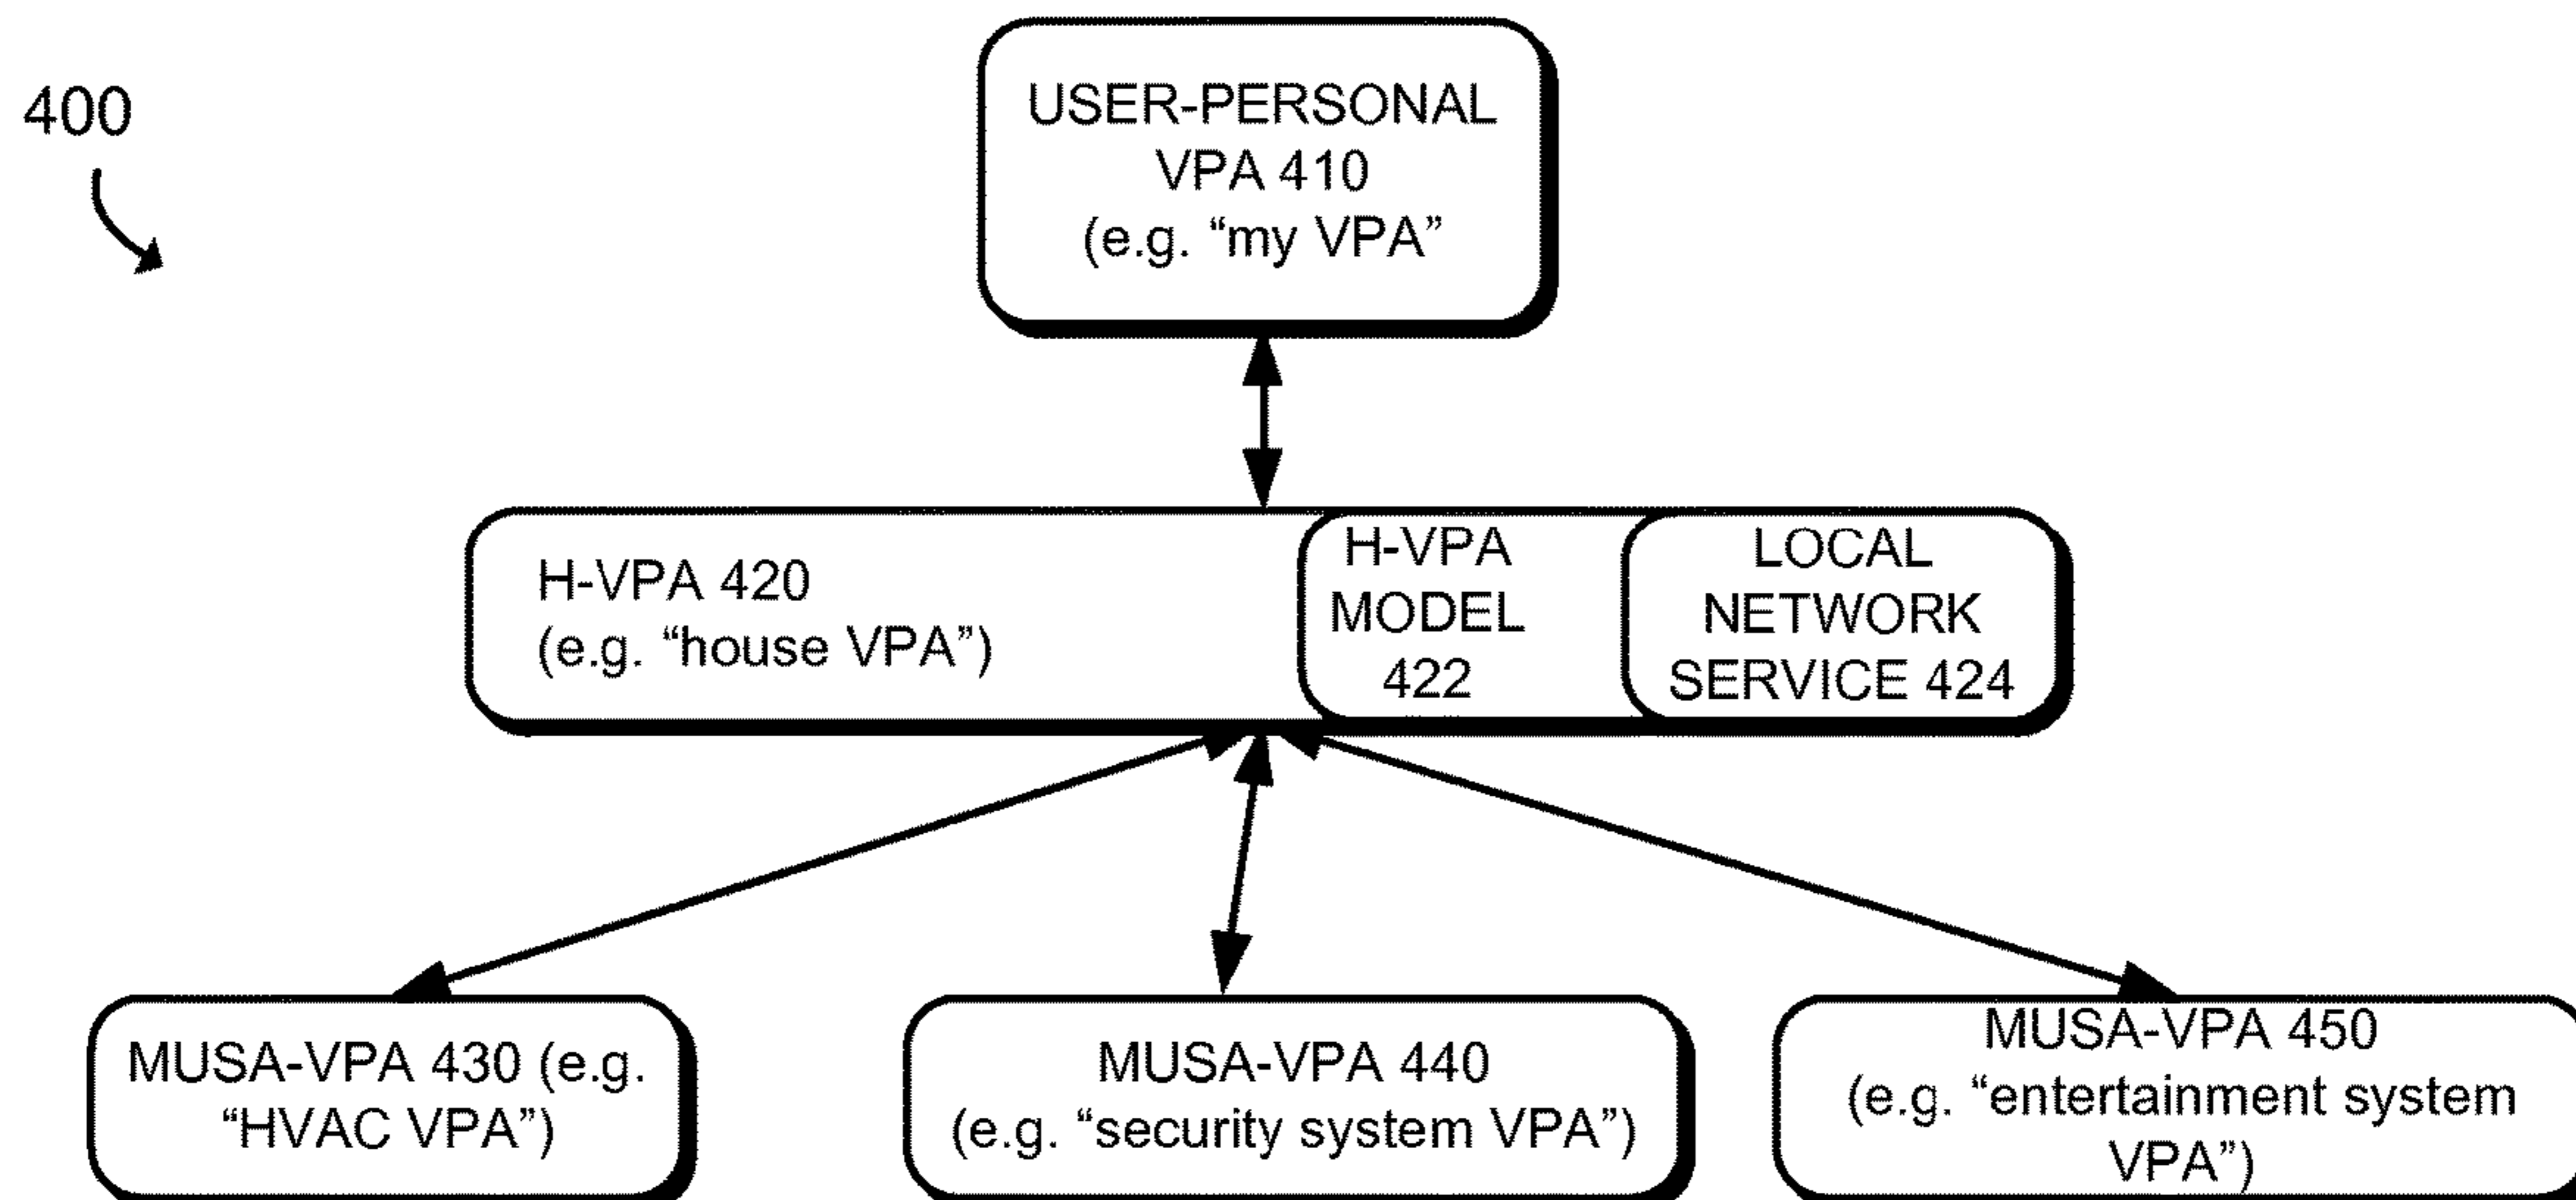 400
USER-PERSONAL
VPA 410
(e.g. “my VPA”
H-VPA 420
(e.g. “house VPA”)
H-VPA
MODEL
422
LOCAL
NETWORK
SERVICE 424
MUSA-VPA 430 (e.g.
“HVAC VPA”)
MUSA-VPA 440
(e.g. “security system VPA”)
MUSA-VPA 450
(e.g. “entertainment system
VPA”)